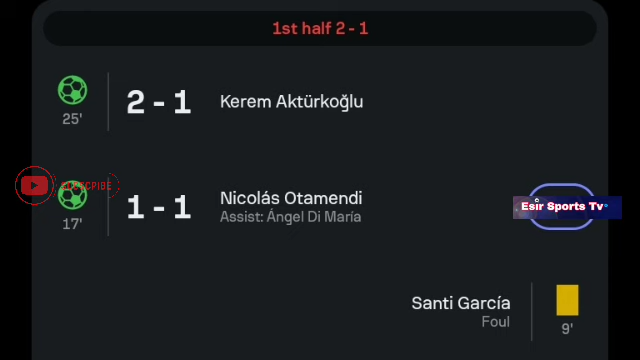 1st half 2 - 1
2 - 1 Kerem Aktürkoğlu
25'
SUBSCRIBE
1 - 1 Nicolás Otamendi
Assist: Ángel Di María
17'
Esir Sports Tv
Santi García
Foul
9'